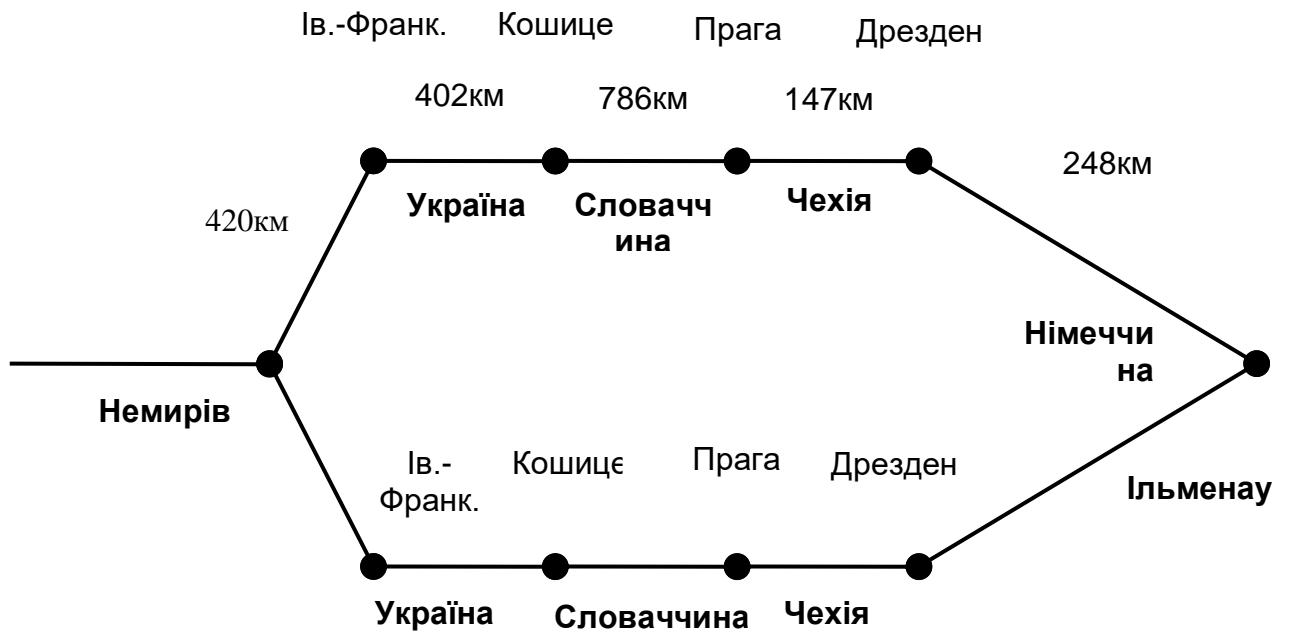 Ів.-Франк. Кошице Прага Дрезден
402км 786км 147км
248км
Україна Словачч
ина Чехія
420км
Німеччи
на
Немирів
Ів.-
Франк. Кошице Прага Дрезден
Ільменау
Україна Словаччина Чехія